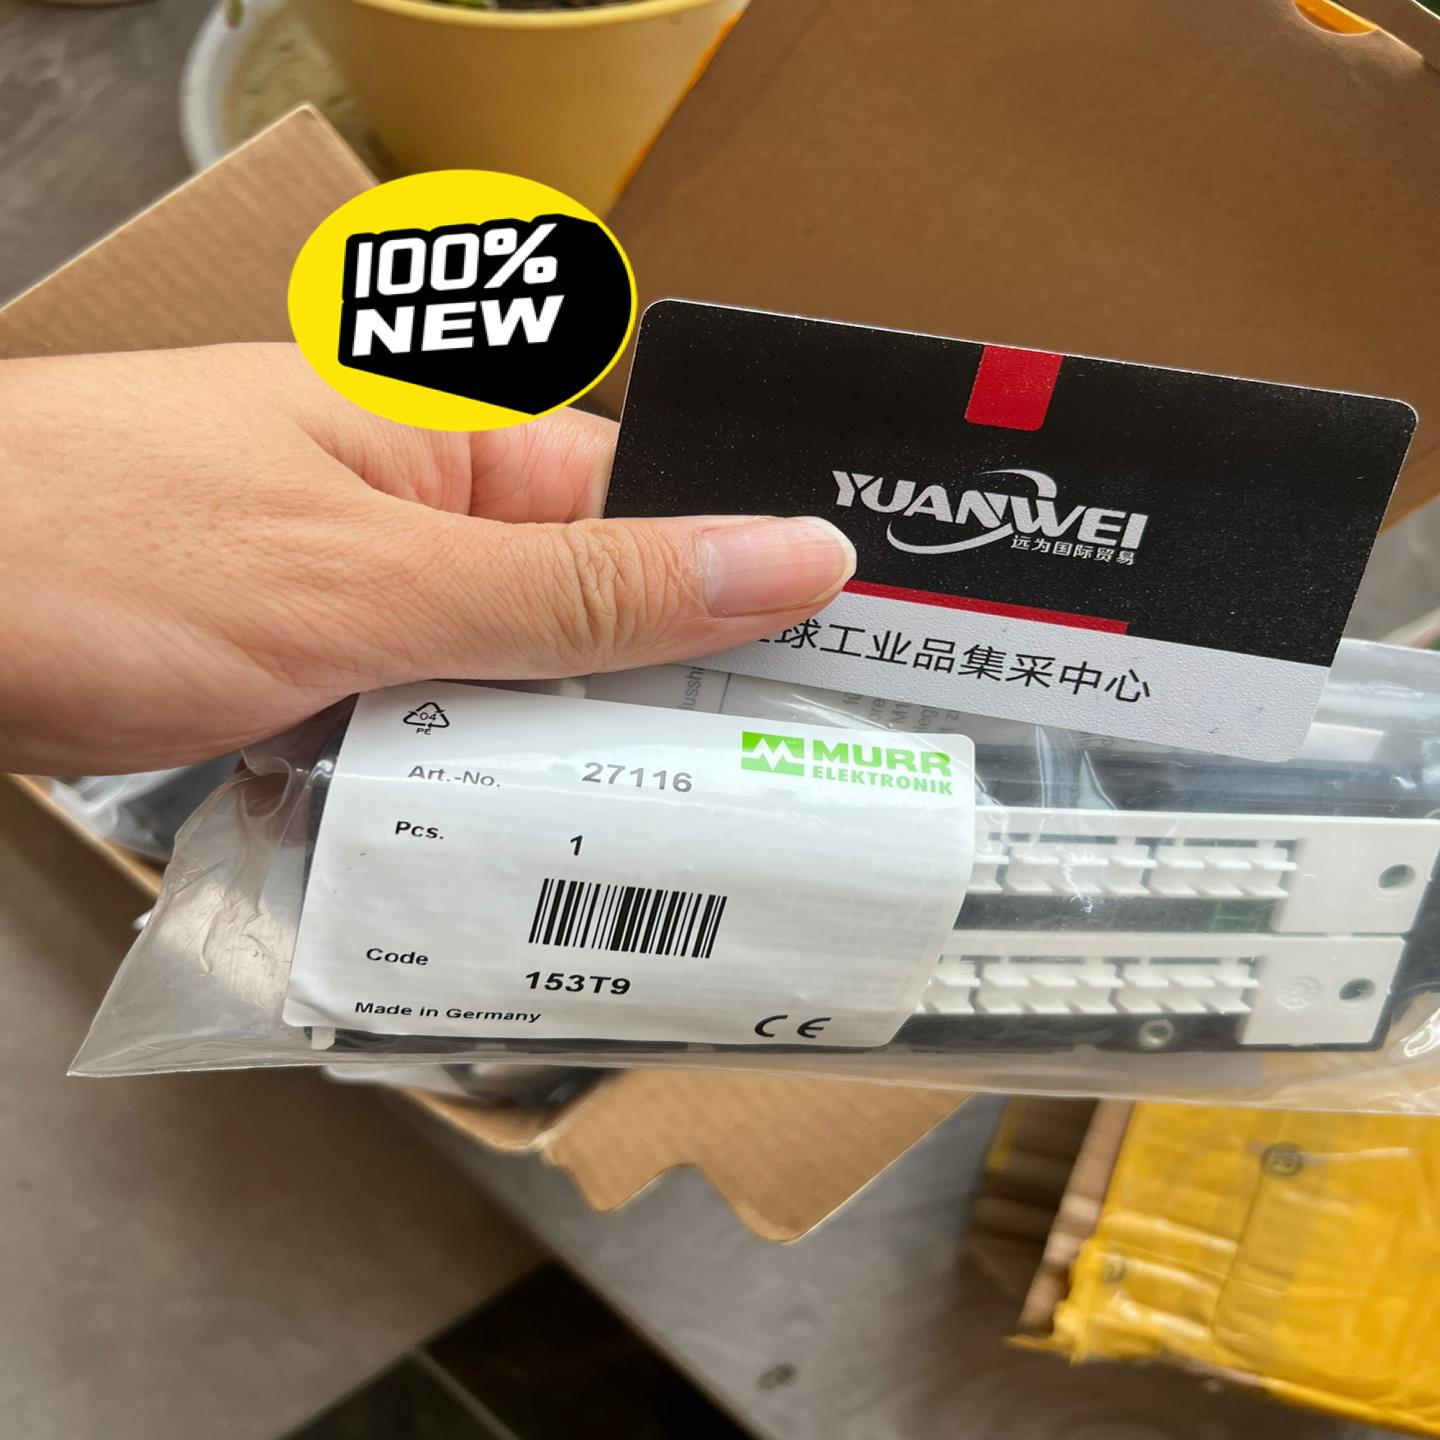 100%
NEW
YUANWEI
远为国际贸易
球工业品集采中心
04
PE
MURR
ELEKTRONIK
Art.-No. 27116
Pcs. 1
Code 153T9
Made in Germany
CE